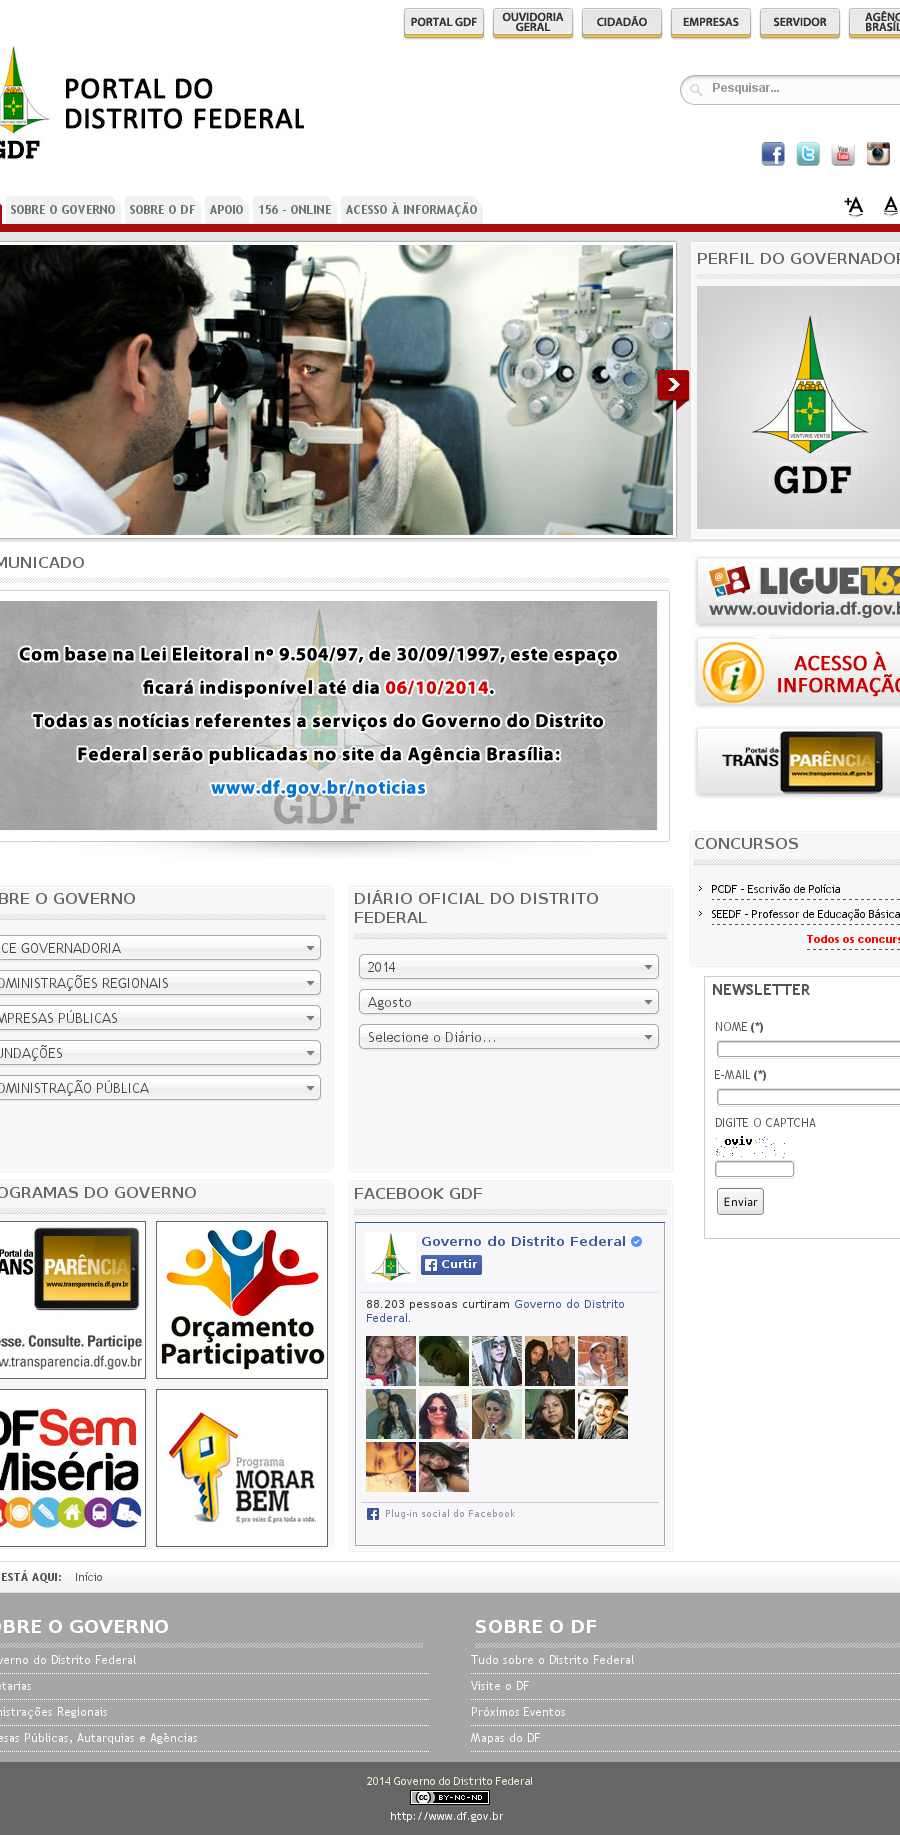 PORTAL GDF
OUVIDORIA
GERAL
CIDADÃO
EMPRESAS
SERVIDOR
AGÊNC
BRASÍL
PORTAL DO
DISTRITO FEDERAL
GDF
Pesquisar...
SOBRE O GOVERNO
SOBRE O DF
APOIO
156 - ONLINE
ACESSO À INFORMAÇÃO
+A
A
PERFIL DO GOVERNADOR
VENTVRIS VENTIS
GDF
MUNICADO
Com base na Lei Eleitoral nº 9.504/97, de 30/09/1997, este espaço
ficará indisponível até dia 06/10/2014.
Todas as notícias referentes a serviços do Governo do Distrito
Federal serão publicadas no site da Agência Brasília:
www.df.gov.br/noticias
GDF
LIGUE162
www.ouvidoria.df.gov.b
ACESSO À
INFORMAÇÃO
Portal da
TRANSPARÊNCIA
www.transparencia.df.gov.br
CONCURSOS
PCDF - Escrivão de Polícia
SEEDF - Professor de Educação Básica
Todos os concurs
NEWSLETTER
NOME (*)
E-MAIL (*)
DIGITE O CAPTCHA
oviv
Enviar
BRE O GOVERNO
CE GOVERNADORIA
DMINISTRAÇÕES REGIONAIS
MPRESAS PÚBLICAS
UNDAÇÕES
DMINISTRAÇÃO PÚBLICA
DIÁRIO OFICIAL DO DISTRITO
FEDERAL
2014
Agosto
Selecione o Diário...
OGRAMAS DO GOVERNO
Portal da
ANSPARÊNCIA
www.transparencia.df.gov.br
esse. Consulte. Participe
w.transparencia.df.gov.br
Orçamento
Participativo
DFSem
Miséria
Programa
MORAR
BEM
É pra valer. É pra toda a vida.
FACEBOOK GDF
Governo do Distrito Federal
Curtir
88.203 pessoas curtiram Governo do Distrito
Federal.
Plug-in social do Facebook
ESTÁ AQUI: Início
OBRE O GOVERNO
verno do Distrito Federal
etarias
nistrações Regionais
esas Públicas, Autarquias e Agências
SOBRE O DF
Tudo sobre o Distrito Federal
Visite o DF
Próximos Eventos
Mapas do DF
2014 Governo do Distrito Federal
cc BY-NC-ND
http://www.df.gov.br